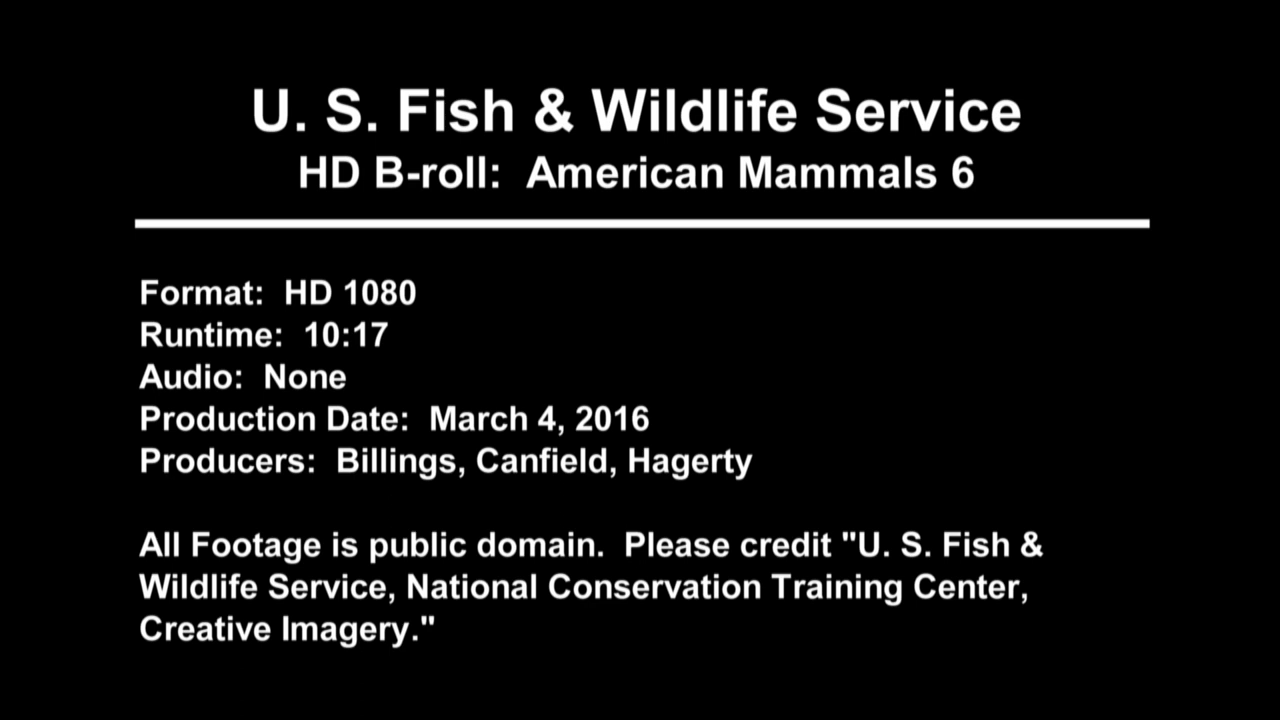 U. S. Fish & Wildlife Service
HD B-roll:  American Mammals 6
Format:  HD 1080
Runtime:  10:17
Audio:  None
Production Date:  March 4, 2016
Producers:  Billings, Canfield, Hagerty
All Footage is public domain.  Please credit "U. S. Fish &
Wildlife Service, National Conservation Training Center,
Creative Imagery."